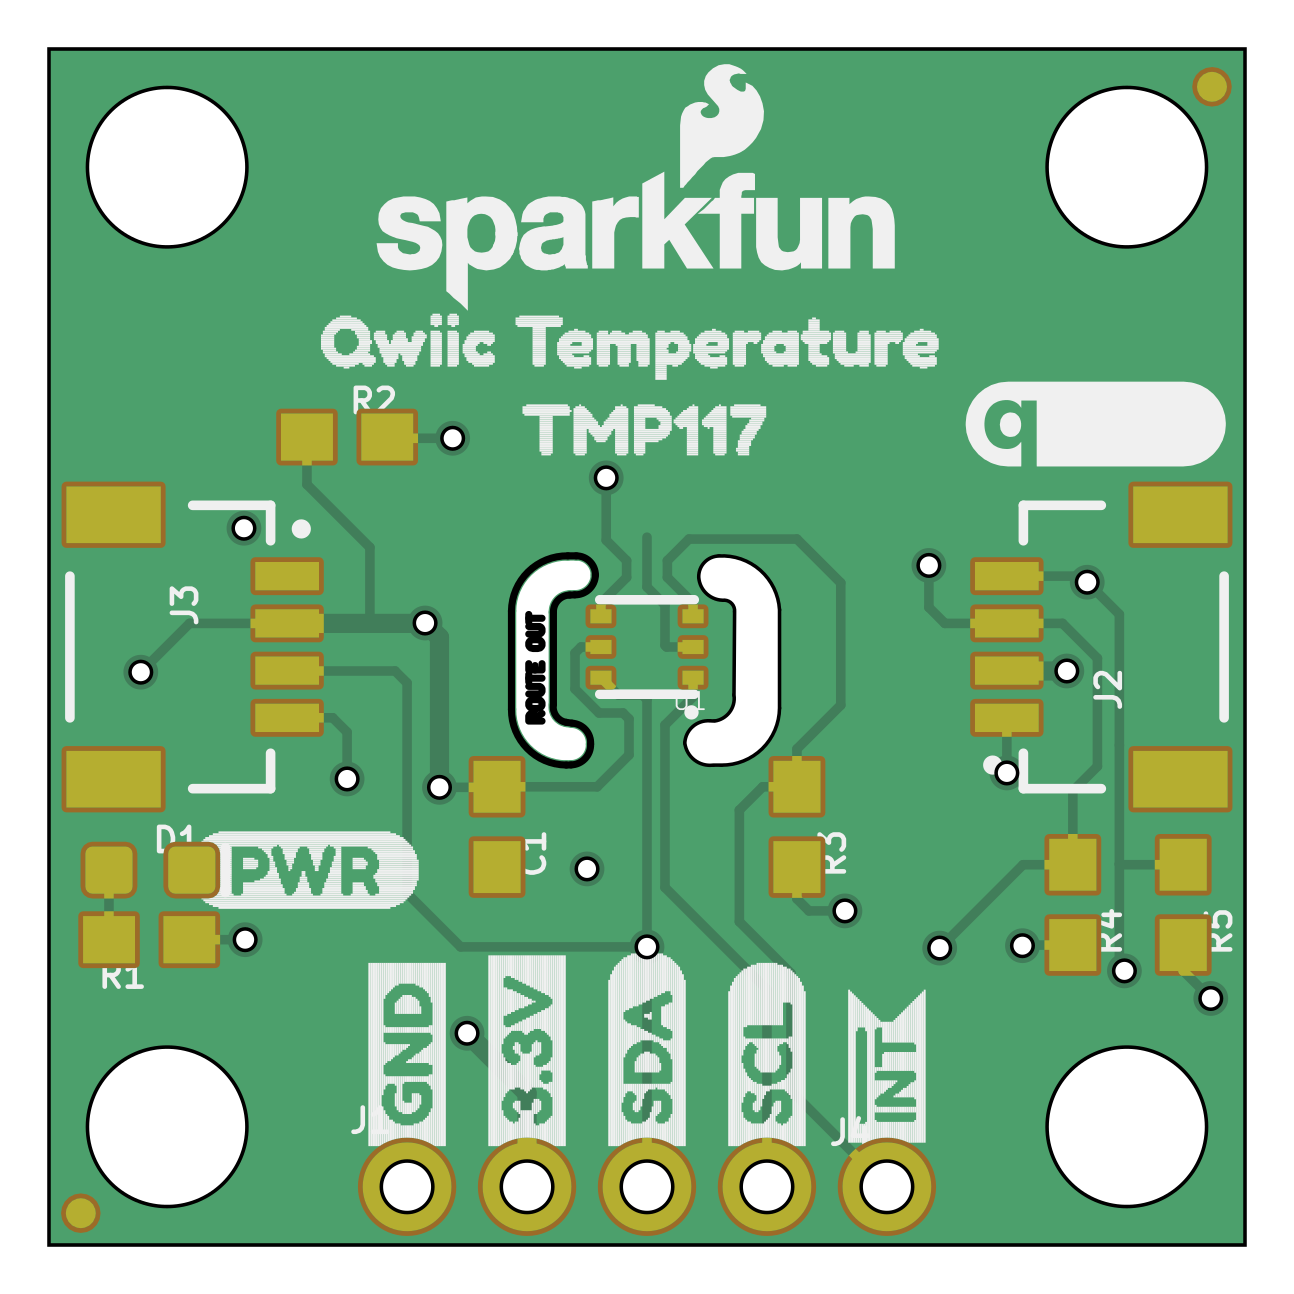 sparkfun
Qwiic Temperature
TMP117
R2
q
J3
ROUTE OUT
U1
J2
D1
PWR
C1
R3
R4
R5
R1
GND
3.3V
SDA
SCL
INT